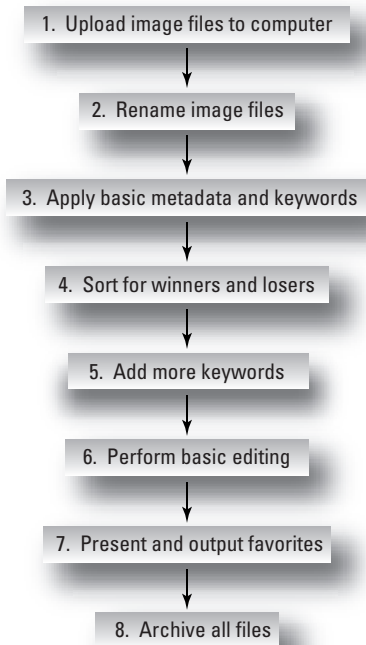 1. Upload image files to computer
2. Rename image files
3. Apply basic metadata and keywords
4. Sort for winners and losers
5. Add more keywords
6. Perform basic editing
7. Present and output favorites
8. Archive all files